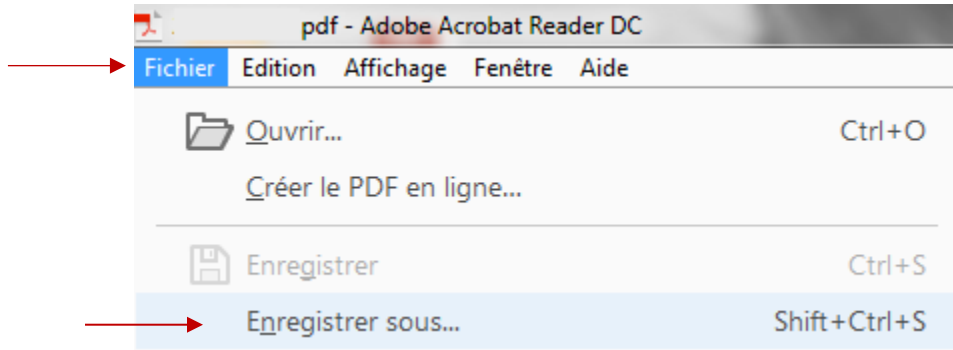 pdf - Adobe Acrobat Reader DC
Fichier Edition Affichage Fenêtre Aide
Ouvrir... Ctrl+O
Créer le PDF en ligne...
Enregistrer Ctrl+S
Enregistrer sous... Shift+Ctrl+S